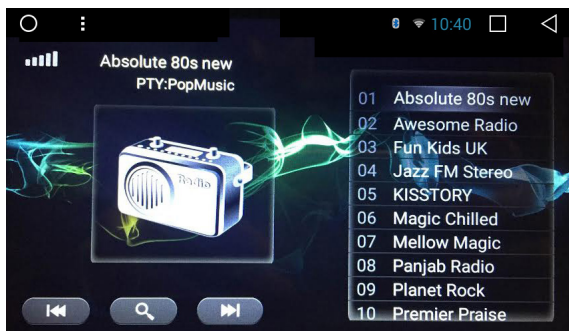 10:40
Absolute 80s new
PTY:PopMusic
Radio
01 Absolute 80s new
02 Awesome Radio
03 Fun Kids UK
04 Jazz FM Stereo
05 KISSTORY
06 Magic Chilled
07 Mellow Magic
08 Panjab Radio
09 Planet Rock
10 Premier Praise